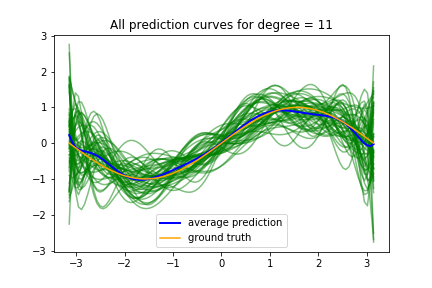 All prediction curves for degree = 11
3
2
1
0
−1
−2
−3
average prediction
ground truth
−3 −2 −1 0 1 2 3